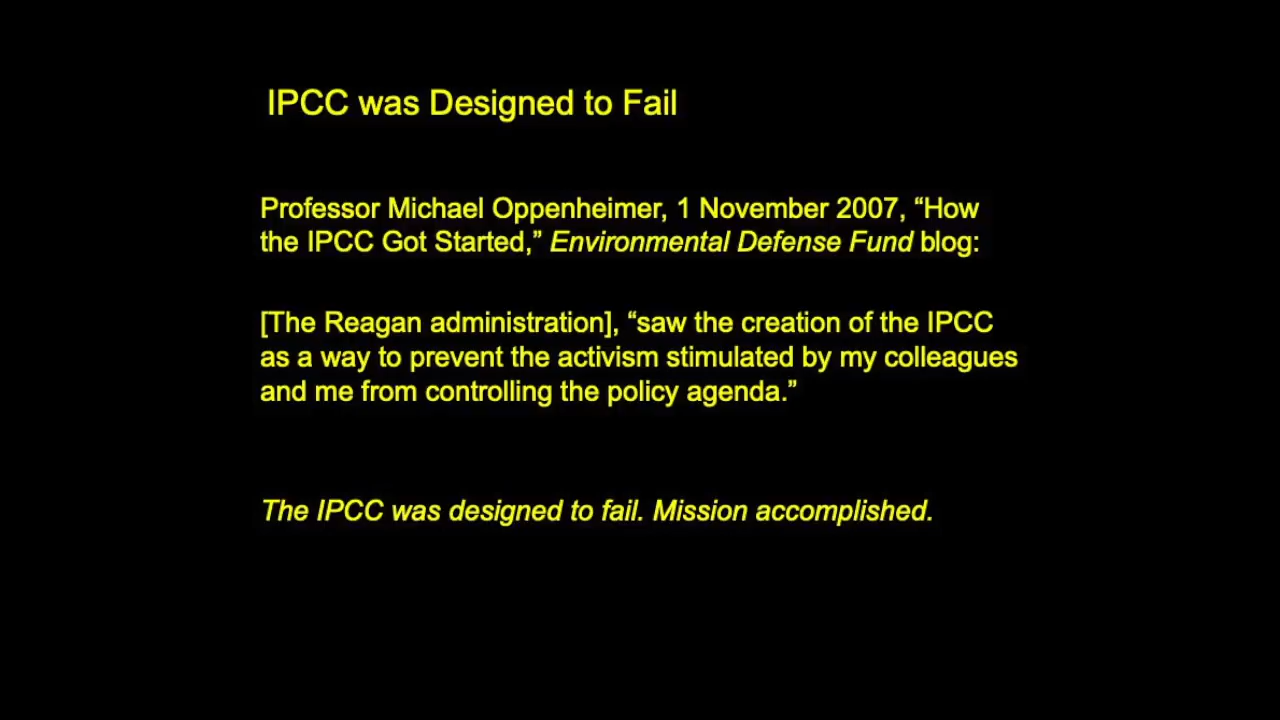 IPCC was Designed to Fail
Professor Michael Oppenheimer, 1 November 2007, “How
the IPCC Got Started,” Environmental Defense Fund blog:
[The Reagan administration], “saw the creation of the IPCC
as a way to prevent the activism stimulated by my colleagues
and me from controlling the policy agenda.”
The IPCC was designed to fail. Mission accomplished.